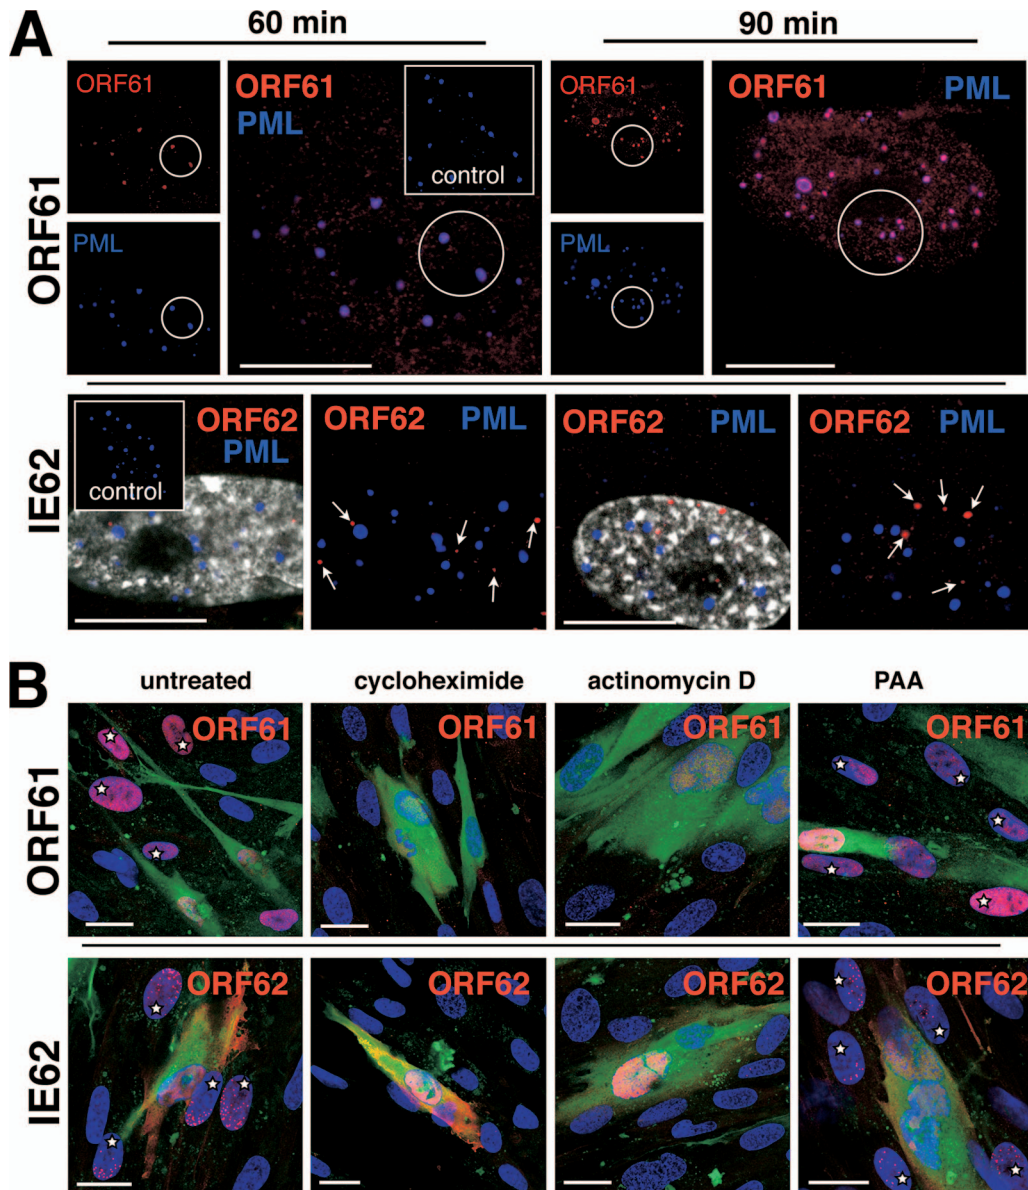 A
60 min
90 min
ORF61
ORF61
PML
ORF61
PML
control
ORF61
PML
ORF61 PML
IE62
control
ORF62
PML
ORF62 PML
ORF62 PML
ORF62 PML
B
untreated cycloheximide actinomycin D PAA
ORF61
ORF61
ORF61
ORF61
ORF61
IE62
ORF62
ORF62
ORF62
ORF62